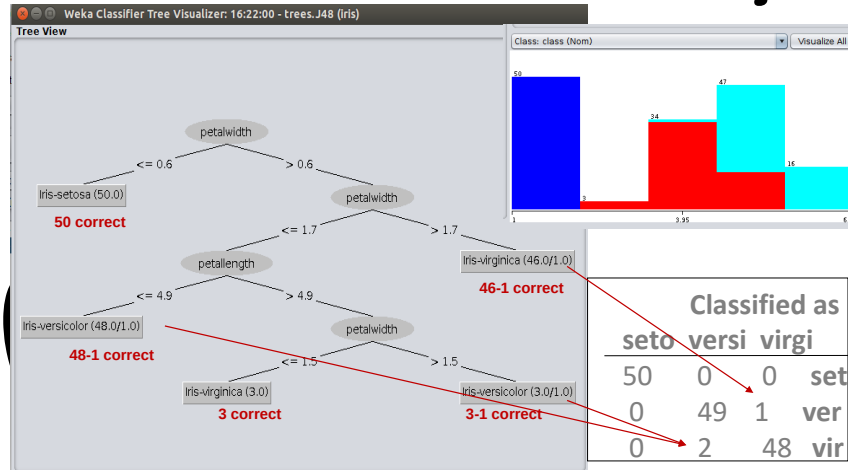 Weka Classifier Tree Visualizer: 16:22:00 - trees.J48 (iris)
Tree View
petalwidth
<= 0.6
> 0.6
Iris-setosa (50.0)
50 correct
petalwidth
<= 1.7
> 1.7
petallength
Iris-virginica (46.0/1.0)
46-1 correct
<= 4.9
> 4.9
Iris-versicolor (48.0/1.0)
48-1 correct
petalwidth
<= 1.5
> 1.5
Iris-virginica (3.0)
3 correct
Iris-versicolor (3.0/1.0)
3-1 correct
Class: class (Nom)
Visualize All
50
3
34
47
16
1
3.95
Classified as
seto versi virgi
50 0 0 set
0 49 1 ver
0 2 48 vir